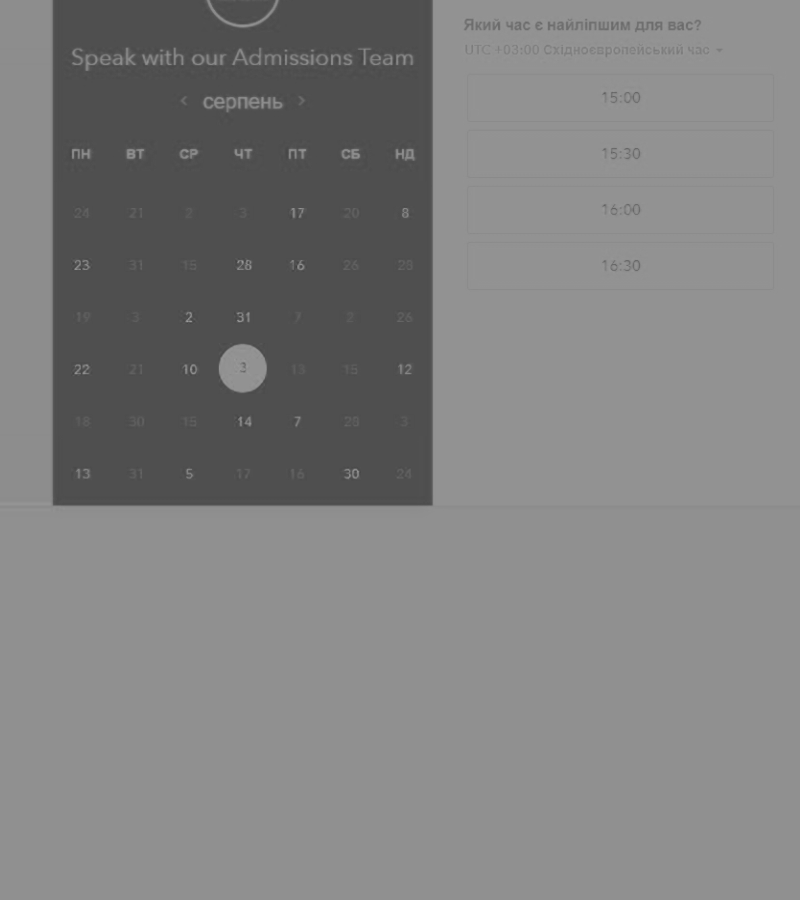 Speak with our Admissions Team
< серпень >
ПН ВТ СР ЧТ ПТ СБ НД
24 21 2 3 17 20 8
23 31 15 28 16 26 28
19 3 2 31 7 2 26
22 21 10 3 13 15 12
18 30 15 14 7 28 3
13 31 5 17 16 30 24
Який час є найліпшим для вас?
UTC +03:00 Східноєвропейський час
15:00
15:30
16:00
16:30